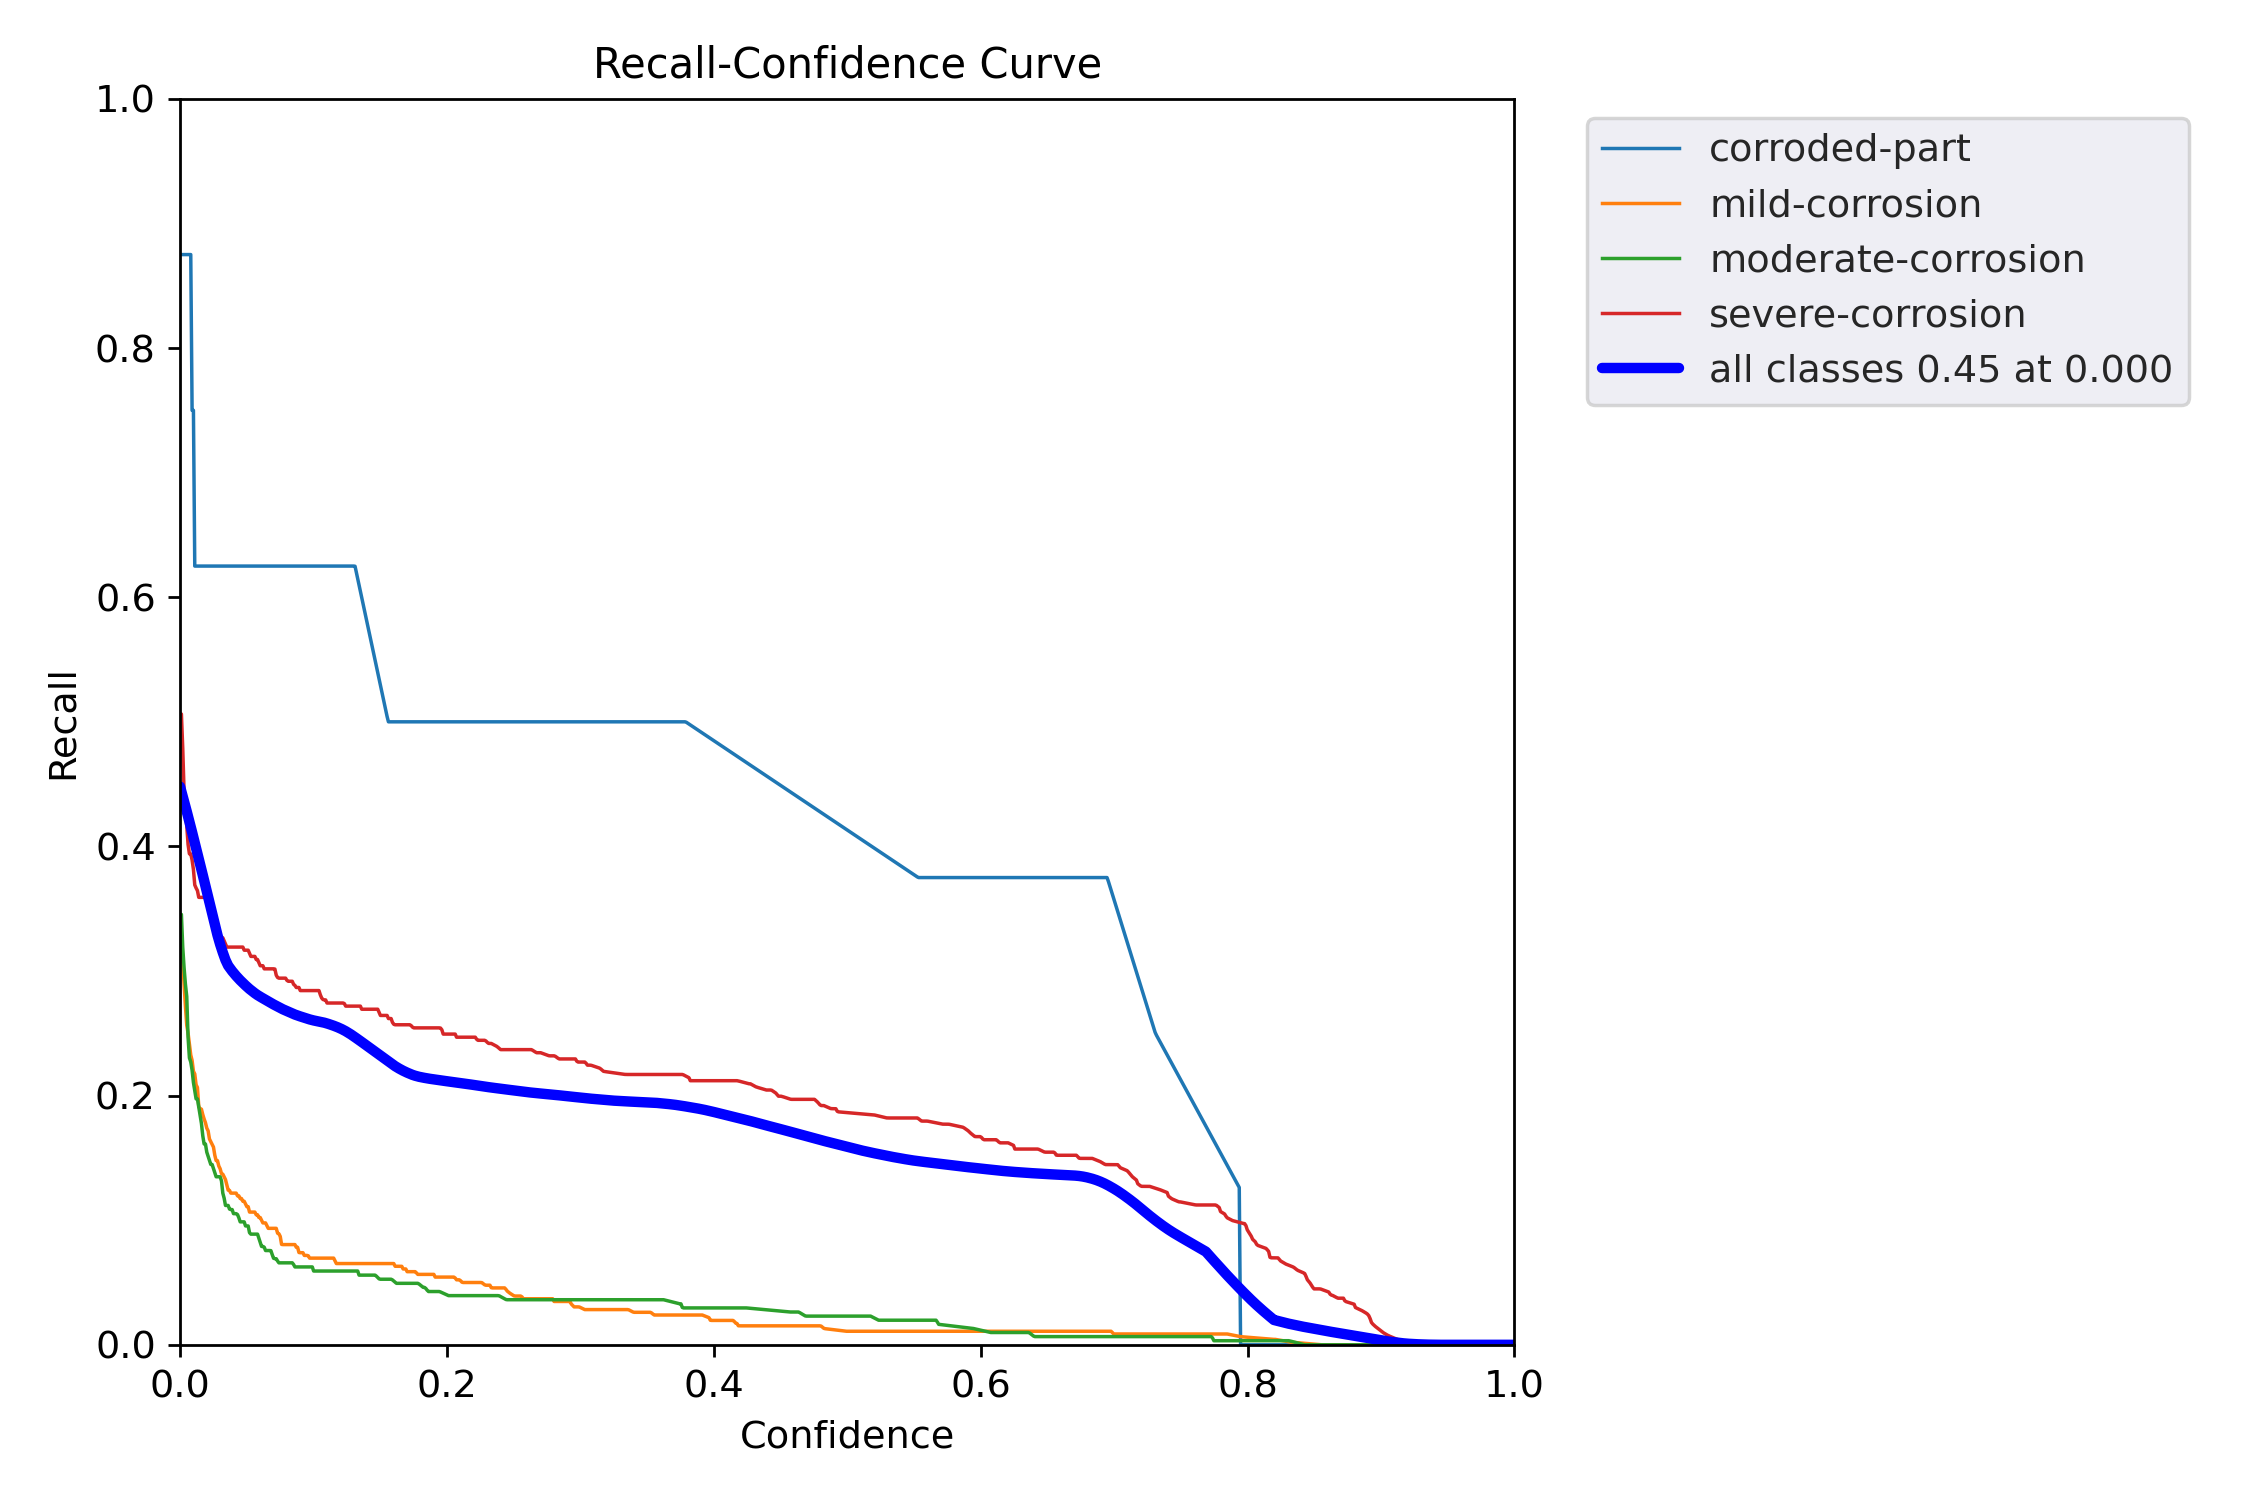 Recall-Confidence Curve
1.0
0.8
0.6
0.4
0.2
0.0
Recall
0.0 0.2 0.4 0.6 0.8 1.0
Confidence
corroded-part
mild-corrosion
moderate-corrosion
severe-corrosion
all classes 0.45 at 0.000